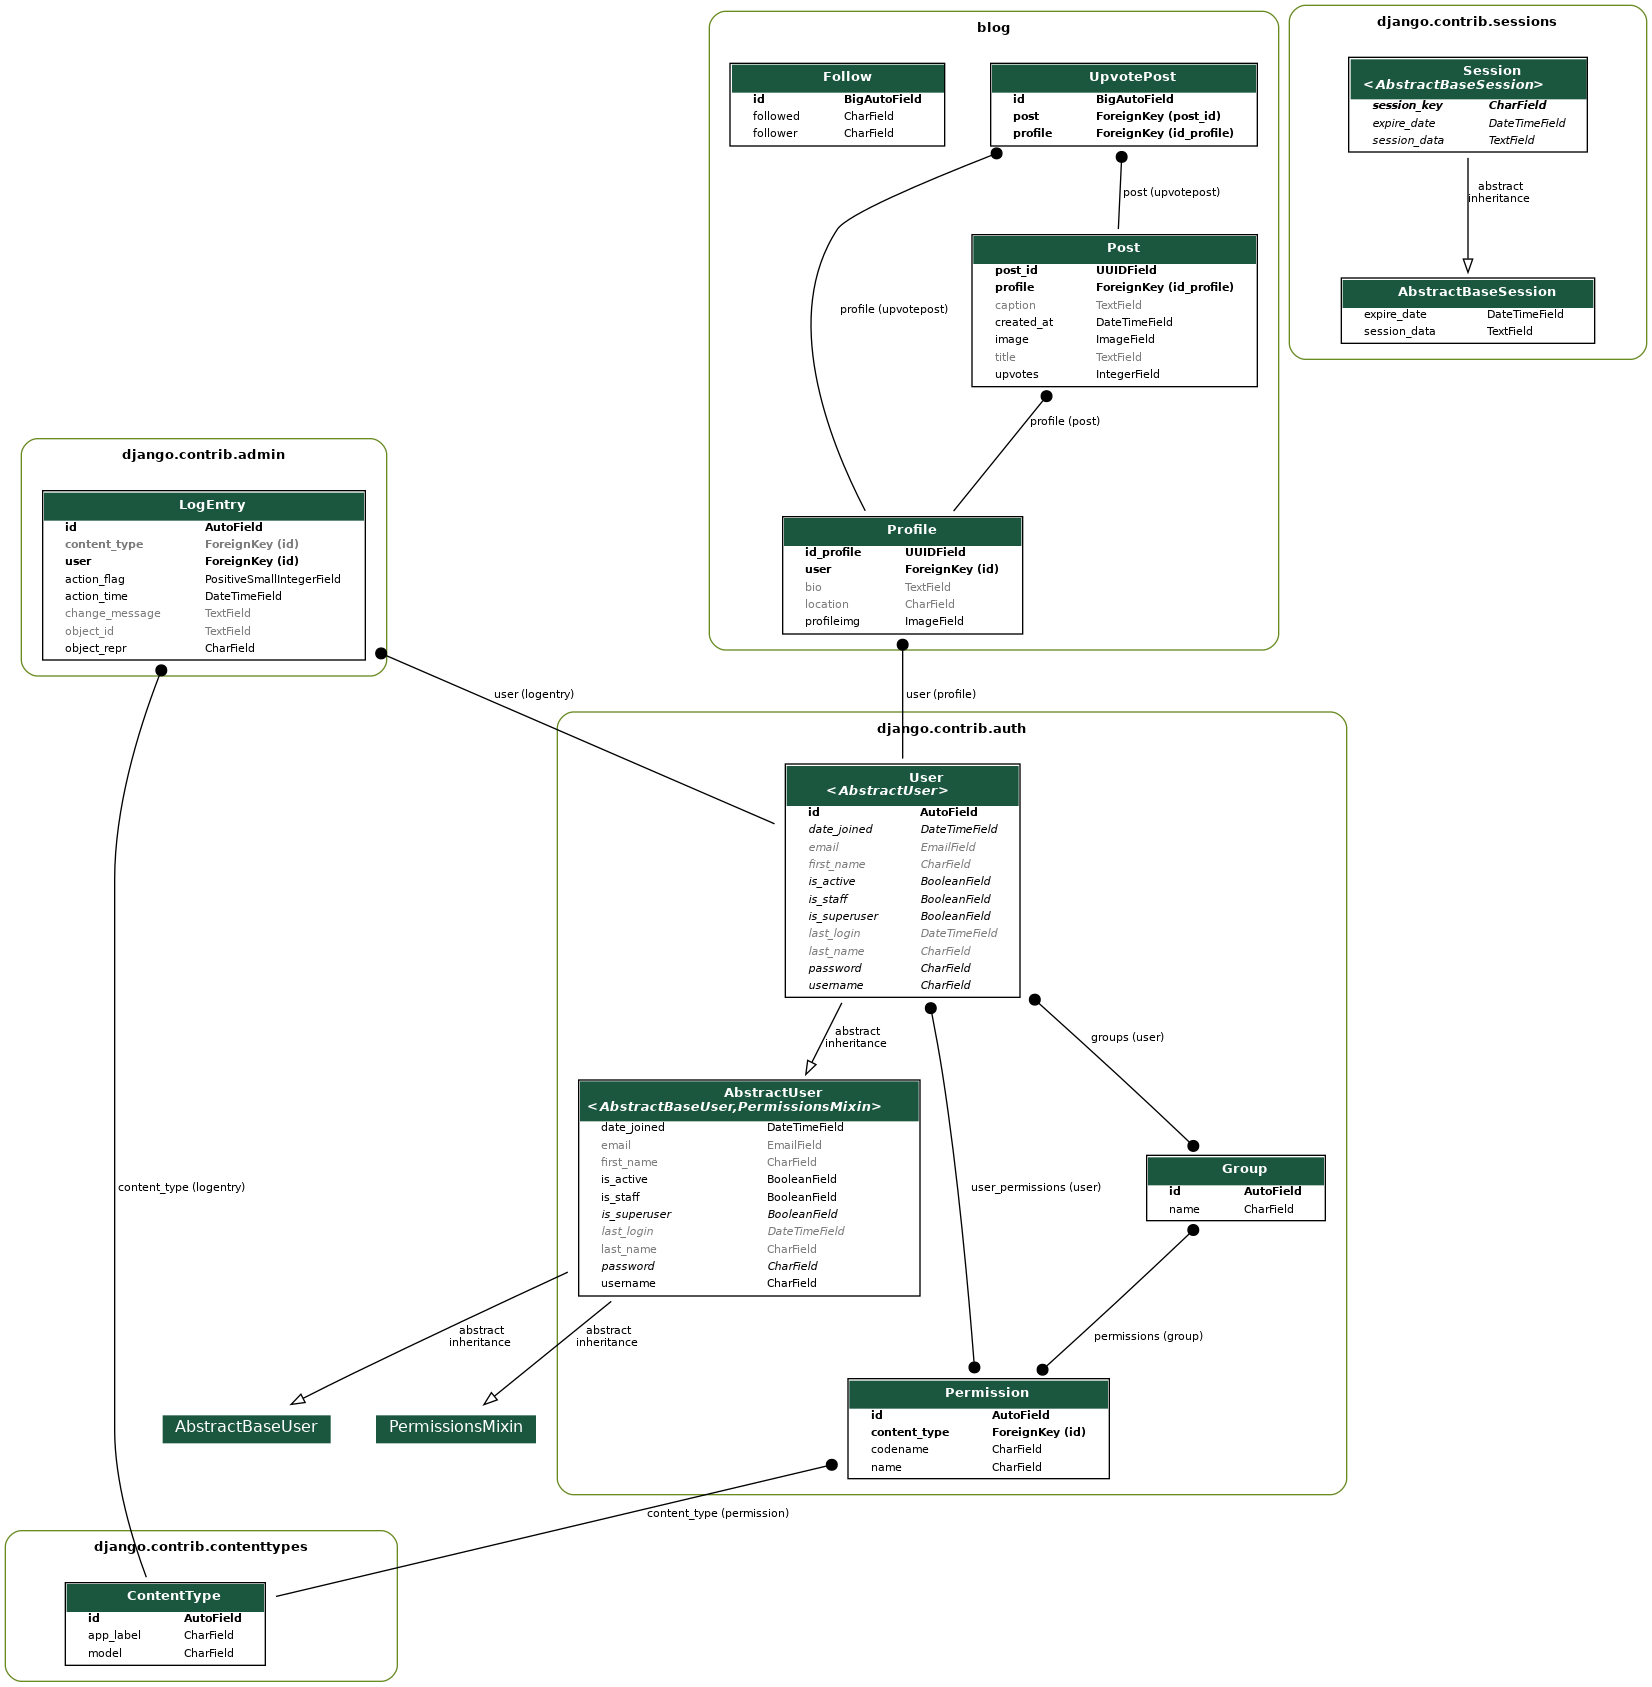 blog
Follow
id BigAutoField
followed CharField
follower CharField
UpvotePost
id BigAutoField
post ForeignKey (post_id)
profile ForeignKey (id_profile)
post (upvotepost)
profile (upvotepost)
Post
post_id UUIDField
profile ForeignKey (id_profile)
caption TextField
created_at DateTimeField
image ImageField
title TextField
upvotes IntegerField
profile (post)
Profile
id_profile UUIDField
user ForeignKey (id)
bio TextField
location CharField
profileimg ImageField
django.contrib.sessions
Session
<AbstractBaseSession>
session_key CharField
expire_date DateTimeField
session_data TextField
abstract
inheritance
AbstractBaseSession
expire_date DateTimeField
session_data TextField
django.contrib.admin
LogEntry
id AutoField
content_type ForeignKey (id)
user ForeignKey (id)
action_flag PositiveSmallIntegerField
action_time DateTimeField
change_message TextField
object_id TextField
object_repr CharField
user (logentry)
user (profile)
django.contrib.auth
User
<AbstractUser>
id AutoField
date_joined DateTimeField
email EmailField
first_name CharField
is_active BooleanField
is_staff BooleanField
is_superuser BooleanField
last_login DateTimeField
last_name CharField
password CharField
username CharField
abstract
inheritance
groups (user)
AbstractUser
<AbstractBaseUser,PermissionsMixin>
date_joined DateTimeField
email EmailField
first_name CharField
is_active BooleanField
is_staff BooleanField
is_superuser BooleanField
last_login DateTimeField
last_name CharField
password CharField
username CharField
content_type (logentry)
user_permissions (user)
Group
id AutoField
name CharField
abstract
inheritance
abstract
inheritance
permissions (group)
AbstractBaseUser
PermissionsMixin
Permission
id AutoField
content_type ForeignKey (id)
codename CharField
name CharField
content_type (permission)
django.contrib.contenttypes
ContentType
id AutoField
app_label CharField
model CharField